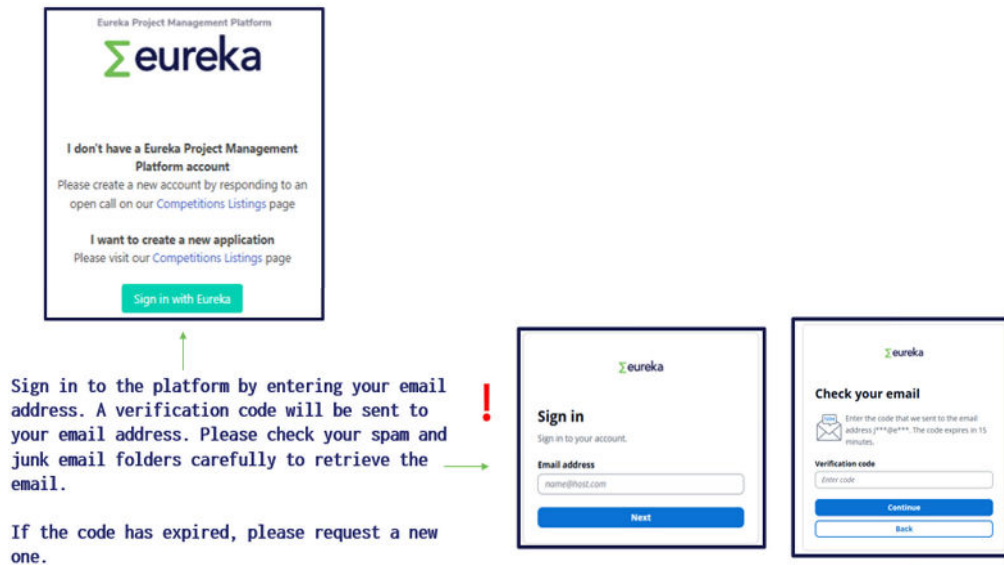 Eureka Project Management Platform
eureka
I don't have a Eureka Project Management
Platform account
Please create a new account by responding to an
open call on our Competitions Listings page
I want to create a new application
Please visit our Competitions Listings page
Sign in with Eureka
Sign in to the platform by entering your email
address. A verification code will be sent to
your email address. Please check your spam and
junk email folders carefully to retrieve the
email.
If the code has expired, please request a new
one.
!
eureka
Sign in
Sign in to your account.
Email address
name@host.com
Next
eureka
Check your email
Enter the code that we sent to the email
address j***@e***. The code expires in 15
minutes.
Verification code
Enter code
Continue
Back